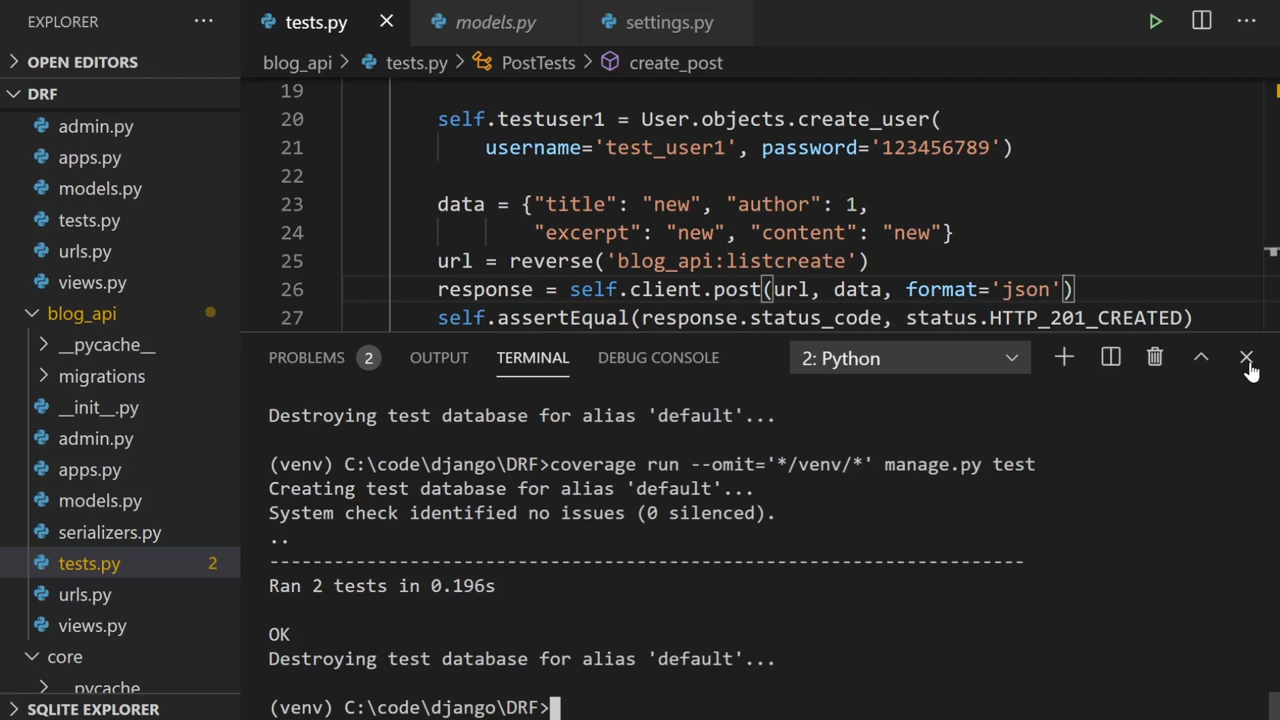 EXPLORER
tests.py
models.py
settings.py
OPEN EDITORS
blog_api
tests.py
PostTests
create_post
DRF
admin.py
apps.py
models.py
tests.py
urls.py
views.py
blog_api
__pycache__
migrations
__init__.py
admin.py
apps.py
models.py
serializers.py
tests.py 2
urls.py
views.py
core
__pycache__
SQLITE EXPLORER
19
20 self.testuser1 = User.objects.create_user(
21 username='test_user1', password='123456789')
22
23 data = {"title": "new", "author": 1,
24 "excerpt": "new", "content": "new"}
25 url = reverse('blog_api:listcreate')
26 response = self.client.post(url, data, format='json')
27 self.assertEqual(response.status_code, status.HTTP_201_CREATED)
PROBLEMS 2 OUTPUT TERMINAL DEBUG CONSOLE 2: Python
Destroying test database for alias 'default'...
(venv) C:\code\django\DRF>coverage run --omit='*/venv/*' manage.py test
Creating test database for alias 'default'...
System check identified no issues (0 silenced).
..
----------------------------------------------------------------------
Ran 2 tests in 0.196s
OK
Destroying test database for alias 'default'...
(venv) C:\code\django\DRF>